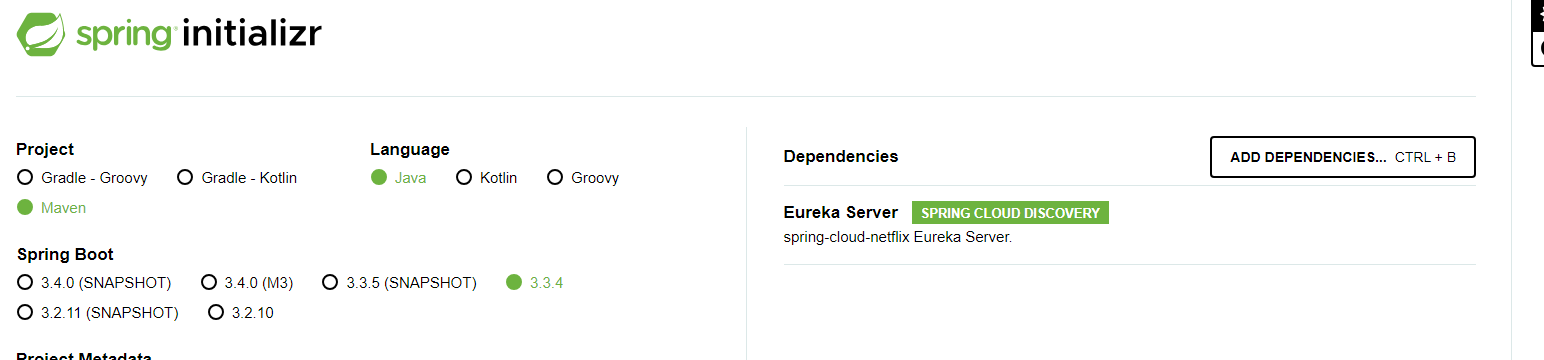 spring initializr
Project
Gradle - Groovy Gradle - Kotlin
Maven
Language
Java Kotlin Groovy
Spring Boot
3.4.0 (SNAPSHOT) 3.4.0 (M3) 3.3.5 (SNAPSHOT) 3.3.4
3.2.11 (SNAPSHOT) 3.2.10
Project Metadata
Dependencies
ADD DEPENDENCIES... CTRL + B
Eureka Server SPRING CLOUD DISCOVERY
spring-cloud-netflix Eureka Server.